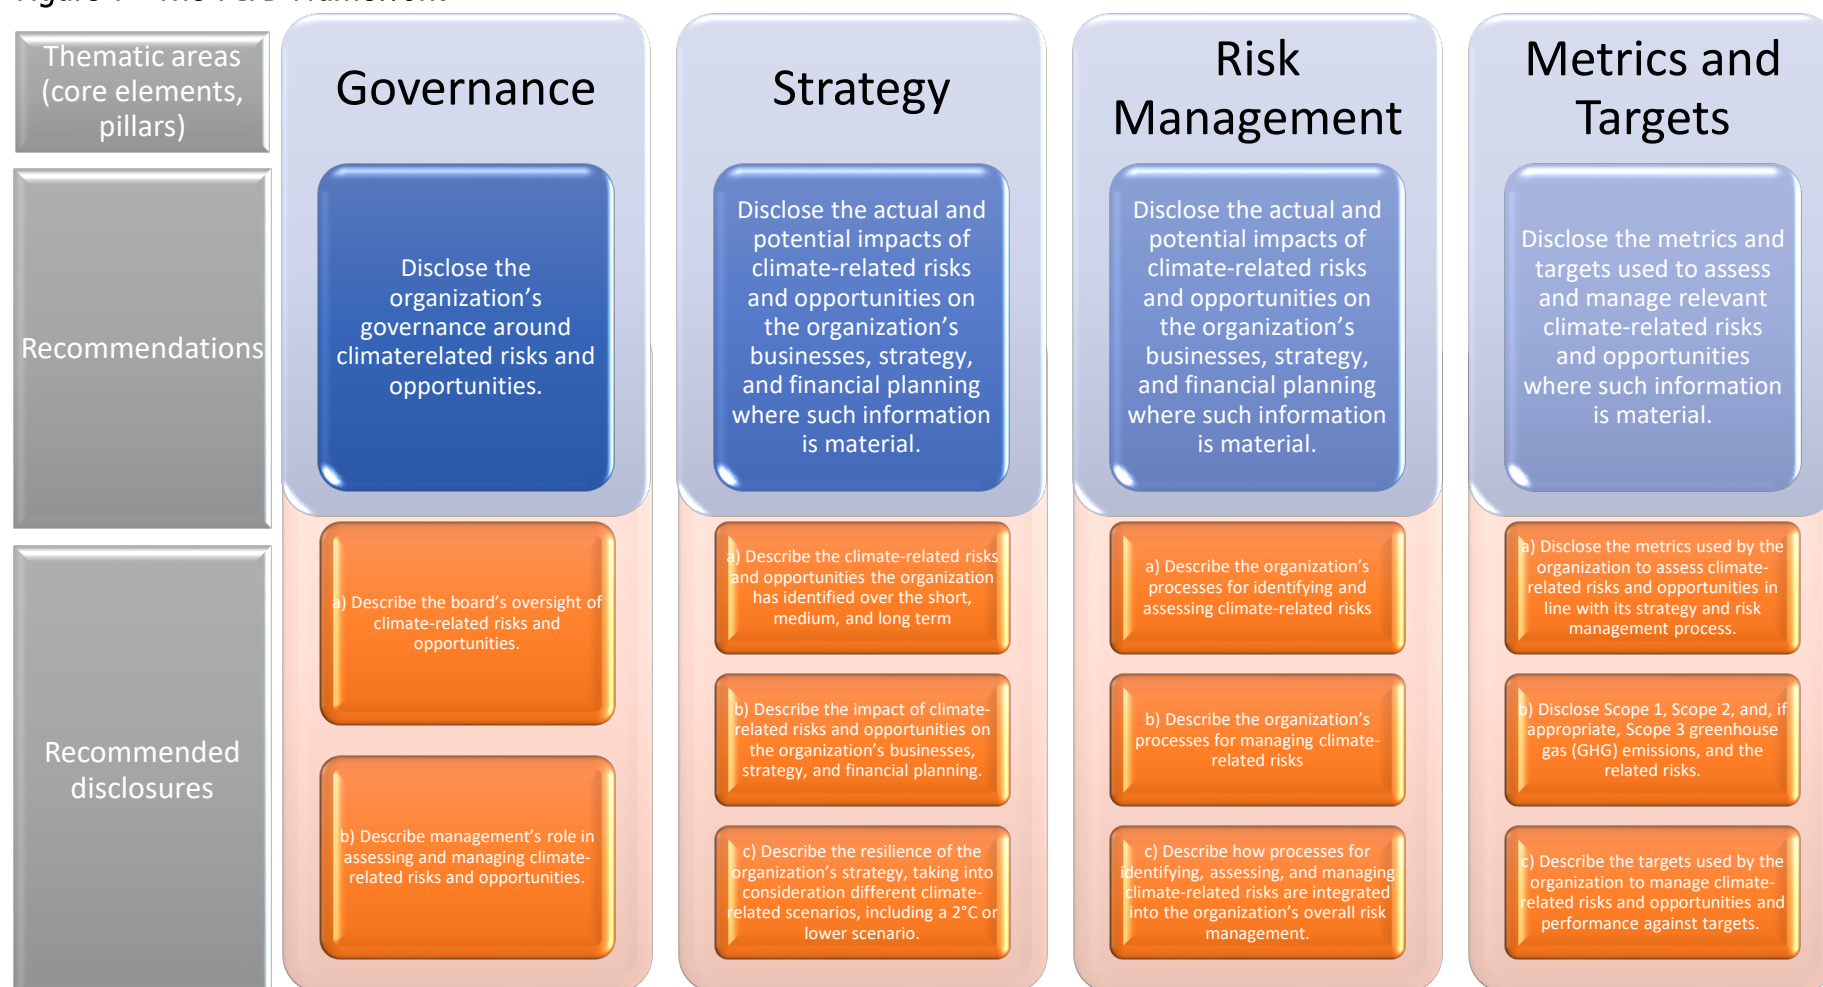 Thematic areas
(core elements,
pillars)
Governance
Strategy
Risk
Management
Metrics and
Targets
Recommendations
Disclose the
organization's
governance around
climaterelated risks and
opportunities.
Disclose the actual and
potential impacts of
climate-related risks
and opportunities on
the organization's
businesses, strategy,
and financial planning
where such information
is material.
Disclose the actual and
potential impacts of
climate-related risks
and opportunities on
the organization's
businesses, strategy,
and financial planning
where such information
is material.
Disclose the metrics and
targets used to assess
and manage relevant
climate-related risks
and opportunities
where such information
is material.
Recommended
disclosures
a) Describe the board's oversight of
climate-related risks and
opportunities.
b) Describe management's role in
assessing and managing climate-
related risks and opportunities.
a) Describe the climate-related risks
and opportunities the organization
has identified over the short,
medium, and long term
b) Describe the impact of climate-
related risks and opportunities on
the organization's businesses,
strategy, and financial planning.
c) Describe the resilience of the
organization's strategy, taking into
consideration different climate-
related scenarios, including a 2°C or
lower scenario.
a) Describe the organization's
processes for identifying and
assessing climate-related risks
b) Describe the organization's
processes for managing climate-
related risks
c) Describe how processes for
identifying, assessing, and managing
climate-related risks are integrated
into the organization's overall risk
management.
a) Disclose the metrics used by the
organization to assess climate-
related risks and opportunities in
line with its strategy and risk
management process.
b) Disclose Scope 1, Scope 2, and, if
appropriate, Scope 3 greenhouse
gas (GHG) emissions, and the
related risks.
c) Describe the targets used by the
organization to manage climate-
related risks and opportunities and
performance against targets.